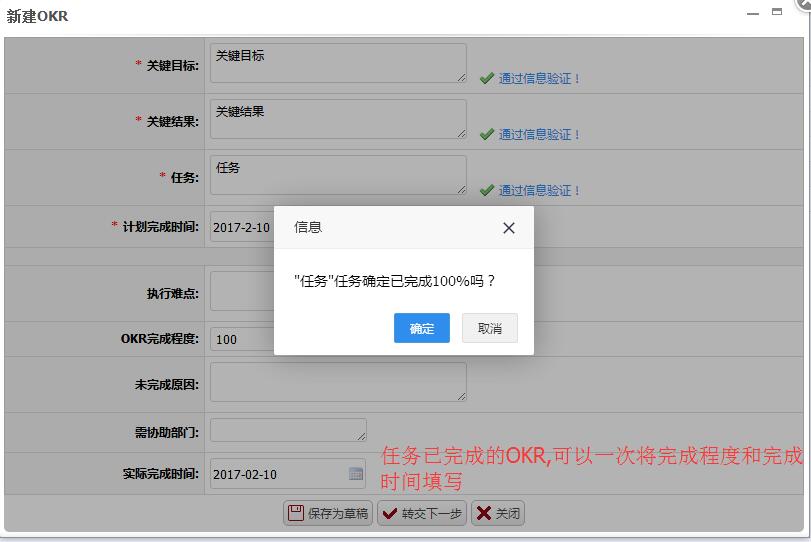 新建OKR
* 关键目标: 关键目标
通过信息验证！
* 关键结果: 关键结果
通过信息验证！
* 任务: 任务
通过信息验证！
* 计划完成时间: 2017-2-10
信息
"任务"任务确定已完成100%吗？
确定 取消
执行难点:
OKR完成程度: 100
未完成原因:
需协助部门:
实际完成时间: 2017-02-10
任务已完成的OKR,可以一次将完成程度和完成
时间填写
保存为草稿 转交下一步 关闭